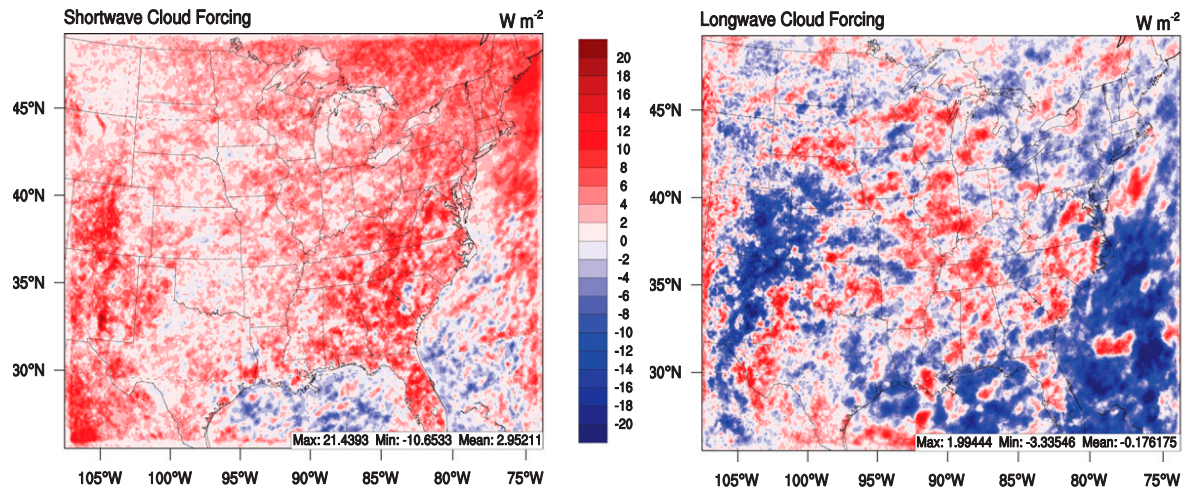 Shortwave Cloud Forcing
W m-2
Longwave Cloud Forcing
W m-2
45°N
40°N
35°N
30°N
105°W
100°W
95°W
90°W
85°W
80°W
75°W
Max: 21.4393 Min: -10.6533 Mean: 2.95211
20
18
16
14
12
10
8
6
4
2
0
-2
-4
-6
-8
-10
-12
-14
-16
-18
-20
45°N
40°N
35°N
30°N
105°W
100°W
95°W
90°W
85°W
80°W
75°W
Max: 1.99444 Min: -3.33546 Mean: -0.176175